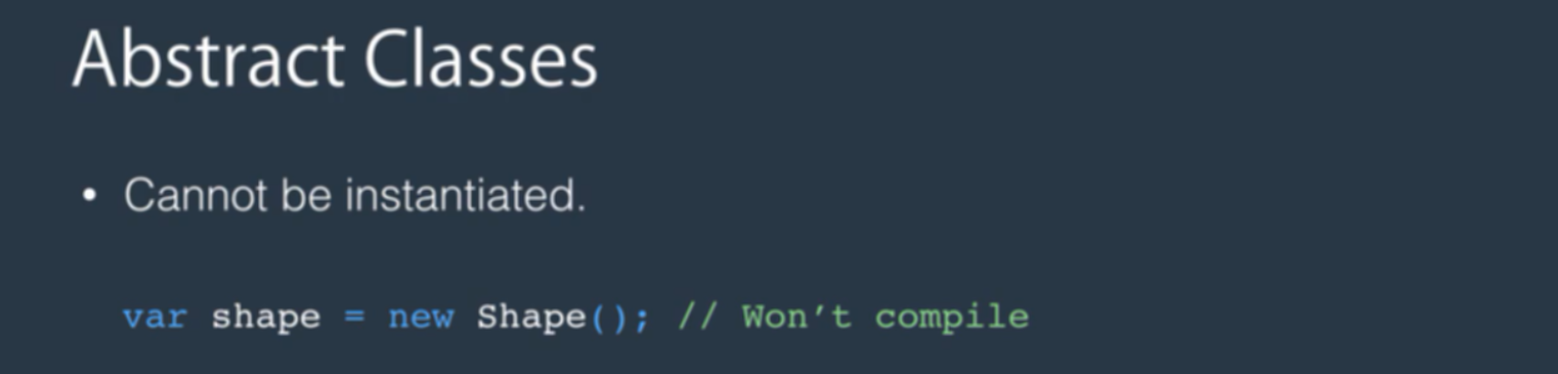 Abstract Classes
• Cannot be instantiated.
var shape = new Shape(); // Won’t compile